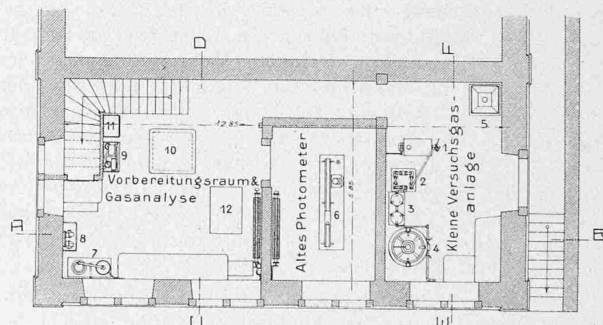 D
F
11
12.85
5
9
10
1
2
Vorbereitungsraum&
Gasanalyse
Altes Photometer
Kleine Versuchsgas-
anlage
5.85
12
6
3
8
4
7